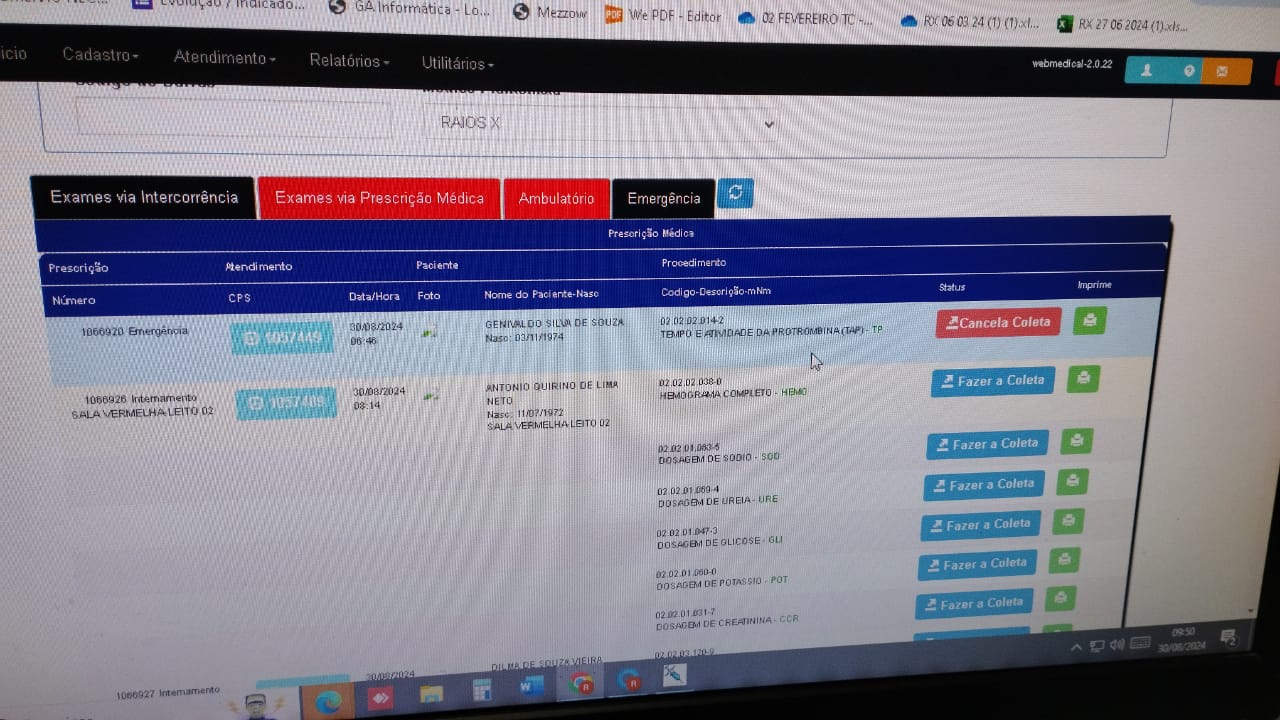 GA Informática - Lo...
Mezzow
We PDF - Editor
02 FEVEREIRO TC -...
RX 06 03 24 (1) (1).xl...
RX 27 06 2024 (1).xls...
Cadastro
Atendimento
Relatórios
Utilitários
webmedical-2.0.22
RAIOS X
Exames via Intercorrência
Exames via Prescrição Médica
Ambulatório
Emergência
Prescrição Médica
Prescrição
Atendimento
Paciente
Procedimento
Número
CPS
Data/Hora
Foto
Nome do Paciente-Nasc
Codigo-Descrição-mNm
Status
Imprime
1066920 Emergência
1057449
30/08/2024
06:46
GENIVALDO SILVA DE SOUZA
Nasc: 03/11/1974
02.02.02.014-2
TEMPO E ATIVIDADE DA PROTROMBINA (TAP) - TP
Cancela Coleta
1066926 Internamento
SALA VERMELHA-LEITO 02
30/08/2024
08:14
ANTONIO QUIRINO DE LIMA
NETO
Nasc: 11/07/1972
SALA VERMELHA-LEITO 02
02.02.02.038-0
HEMOGRAMA COMPLETO - HEMO
Fazer a Coleta
02.02.01.063-5
DOSAGEM DE SODIO - SOD
Fazer a Coleta
02.02.01.069-4
DOSAGEM DE UREIA - URE
Fazer a Coleta
02.02.01.047-3
DOSAGEM DE GLICOSE - GLI
Fazer a Coleta
02.02.01.060-0
DOSAGEM DE POTASSIO - POT
Fazer a Coleta
02.02.01.031-7
DOSAGEM DE CREATININA - CCR
Fazer a Coleta
1066927 Internamento
30/08/2024
DILMA DE SOUZA VIEIRA
02.02.03.120-9
09:50
30/08/2024